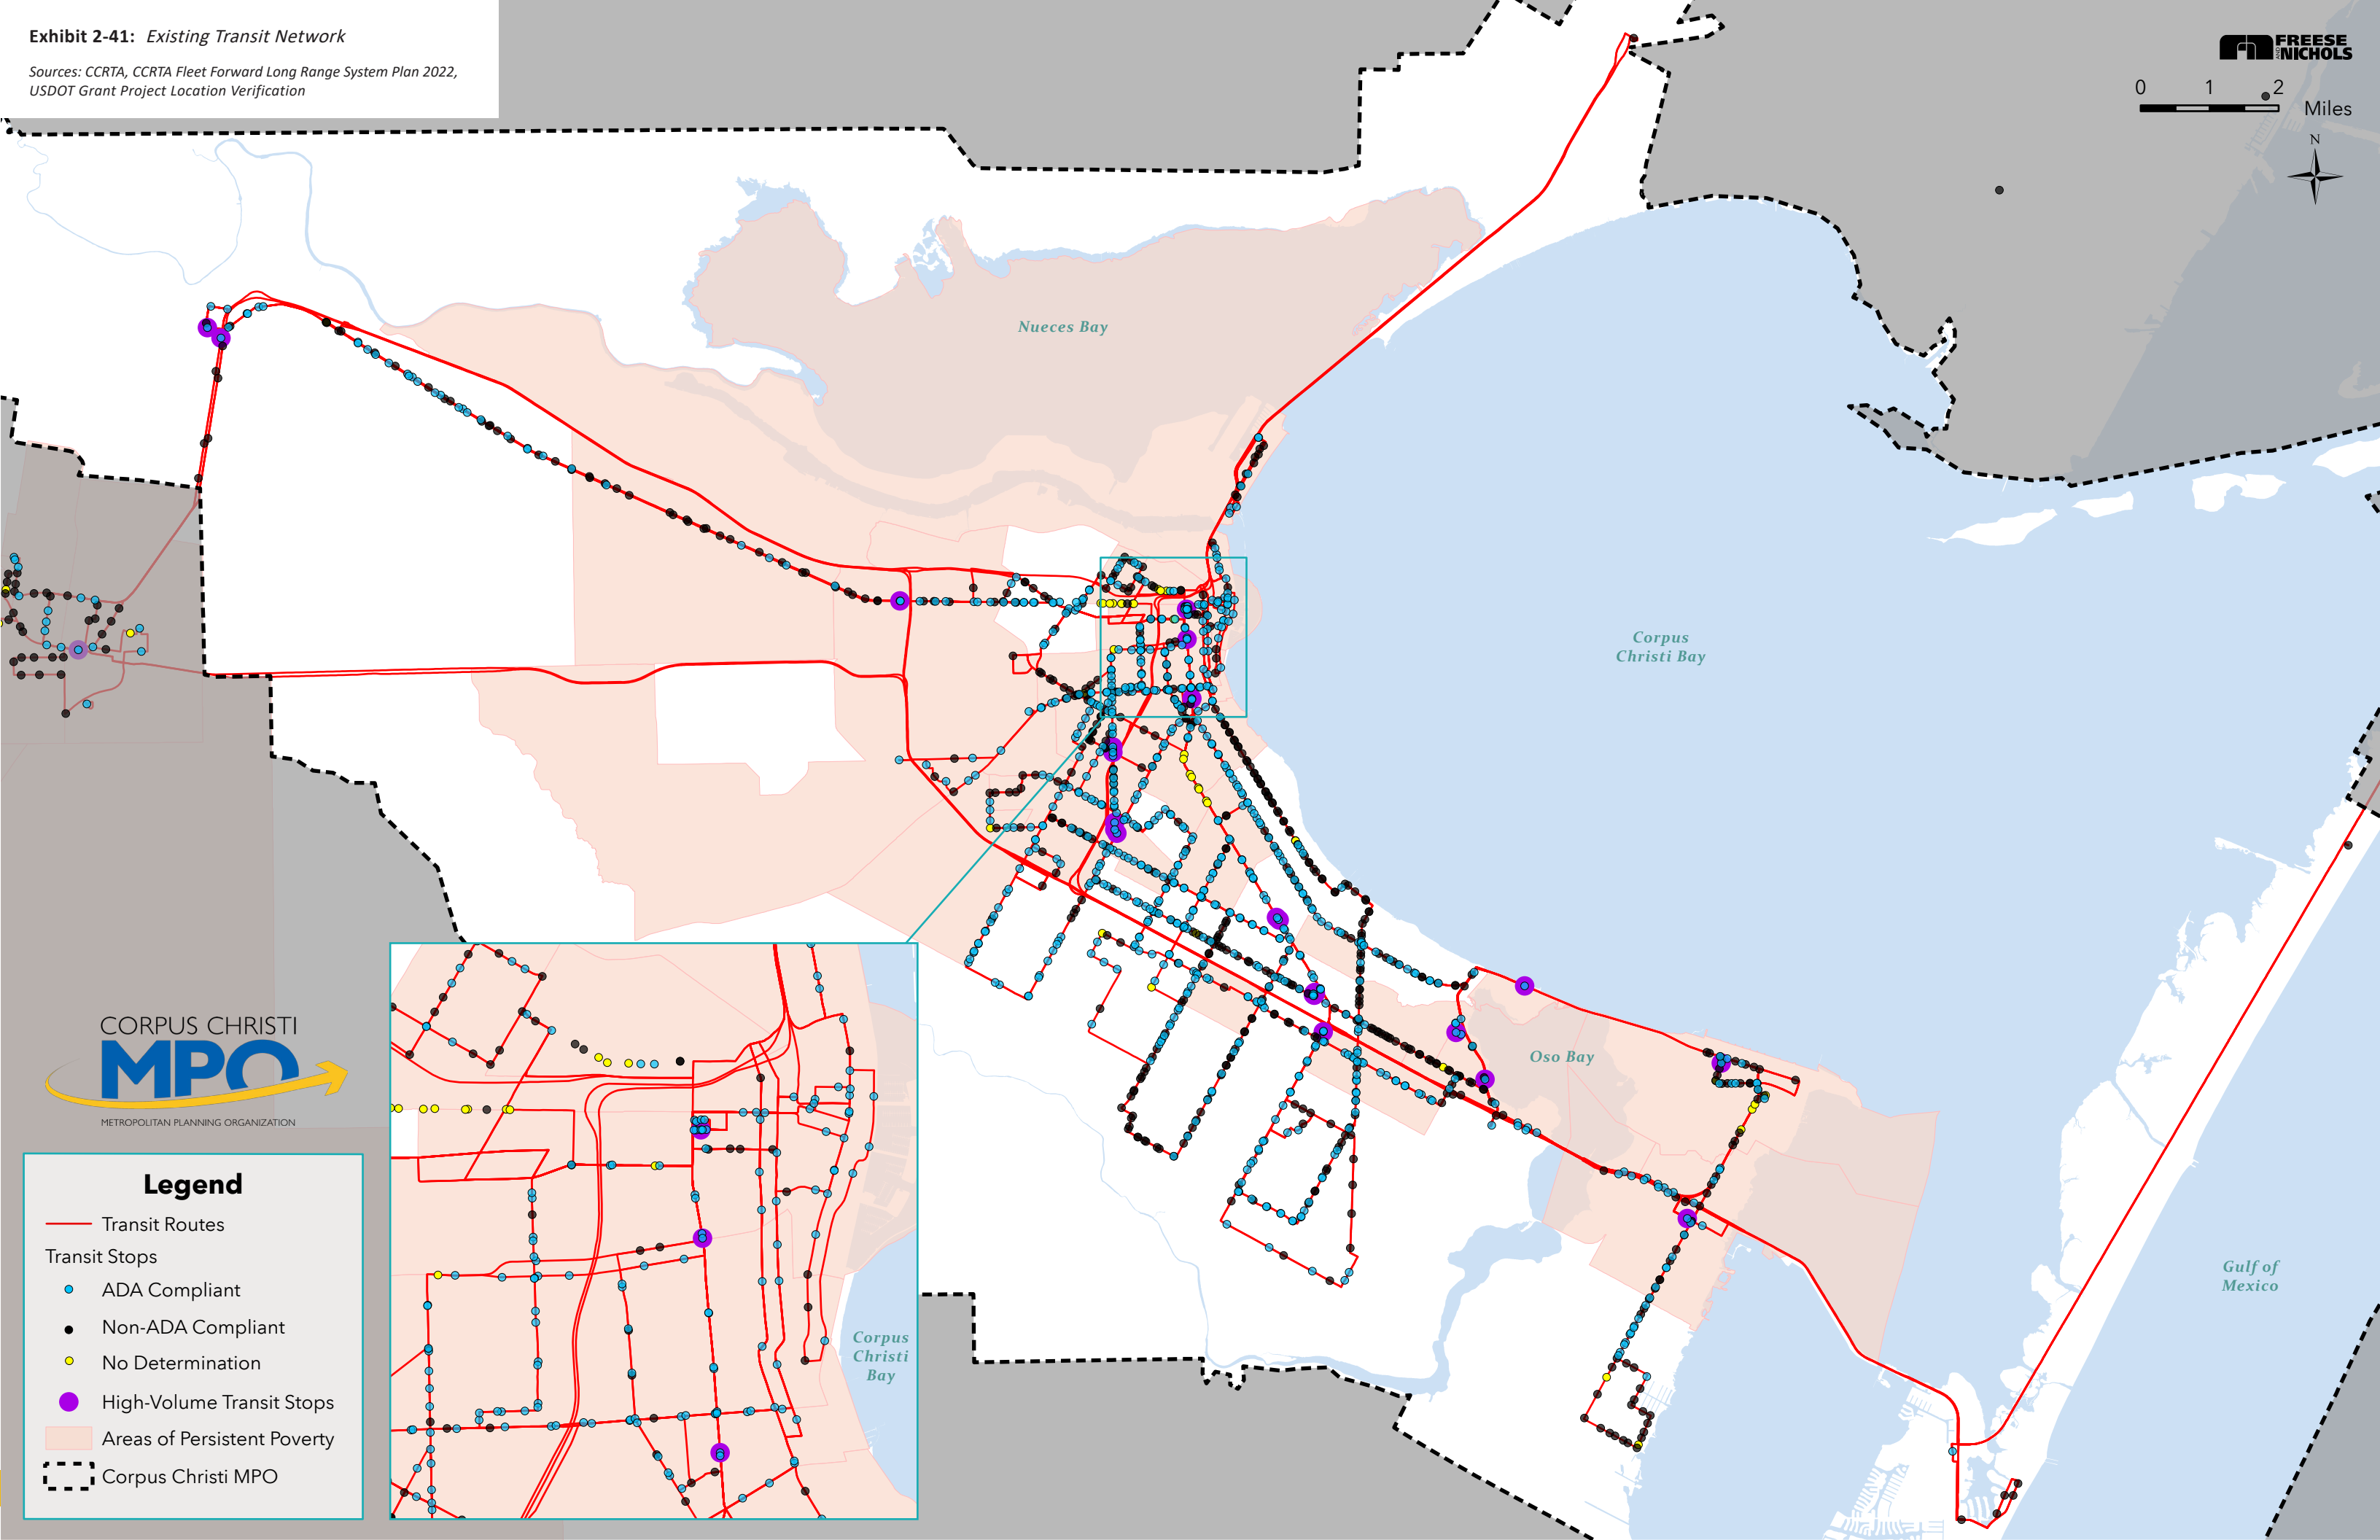 Exhibit 2-41: Existing Transit Network
Sources: CCRTA, CCRTA Fleet Forward Long Range System Plan 2022,
USDOT Grant Project Location Verification
FREESE
AND NICHOLS
0 1 2
Miles
N
Nueces Bay
Corpus
Christi Bay
Oso Bay
Gulf of
Mexico
Corpus
Christi
Bay
CORPUS CHRISTI
MPO
METROPOLITAN PLANNING ORGANIZATION
Legend
Transit Routes
Transit Stops
ADA Compliant
Non-ADA Compliant
No Determination
High-Volume Transit Stops
Areas of Persistent Poverty
Corpus Christi MPO